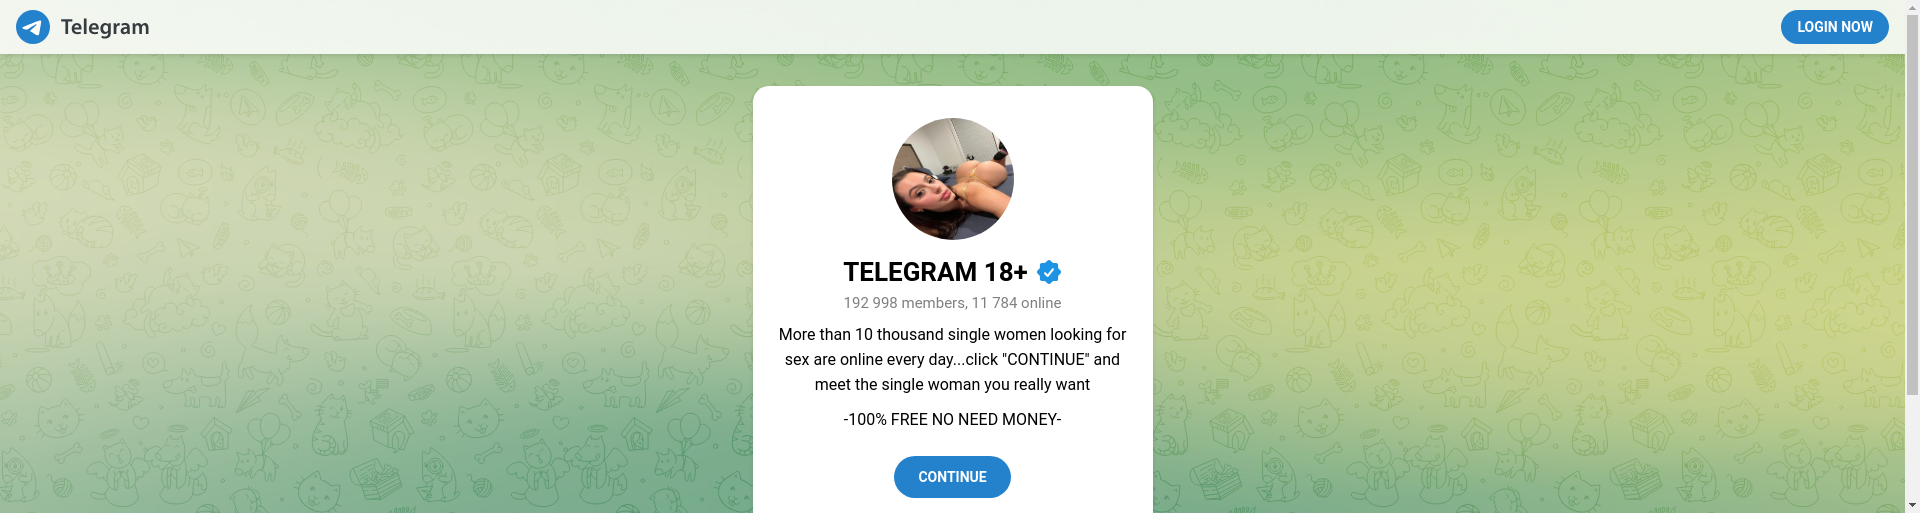 Telegram
LOGIN NOW
TELEGRAM 18+
192 998 members, 11 784 online
More than 10 thousand single women looking for
sex are online every day...click "CONTINUE" and
meet the single woman you really want
-100% FREE NO NEED MONEY-
CONTINUE